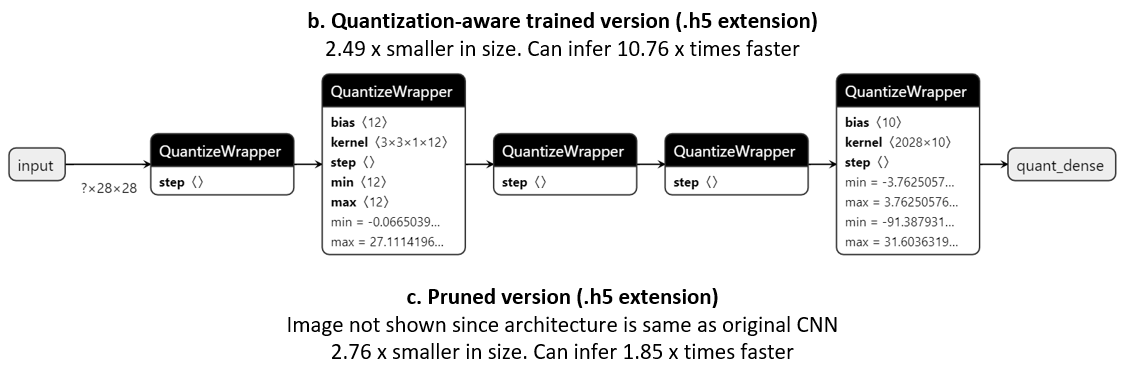 b. Quantization-aware trained version (.h5 extension)
2.49 x smaller in size. Can infer 10.76 x times faster
input
?×28×28
QuantizeWrapper
step 〈〉
QuantizeWrapper
bias 〈12〉
kernel 〈3×3×1×12〉
step 〈〉
min 〈12〉
max 〈12〉
min = -0.0665039...
max = 27.1114196...
QuantizeWrapper
step 〈〉
QuantizeWrapper
step 〈〉
QuantizeWrapper
bias 〈10〉
kernel 〈2028×10〉
step 〈〉
min = -3.7625057...
max = 3.76250576...
min = -91.387931...
max = 31.6036319...
quant_dense
c. Pruned version (.h5 extension)
Image not shown since architecture is same as original CNN
2.76 x smaller in size. Can infer 1.85 x times faster